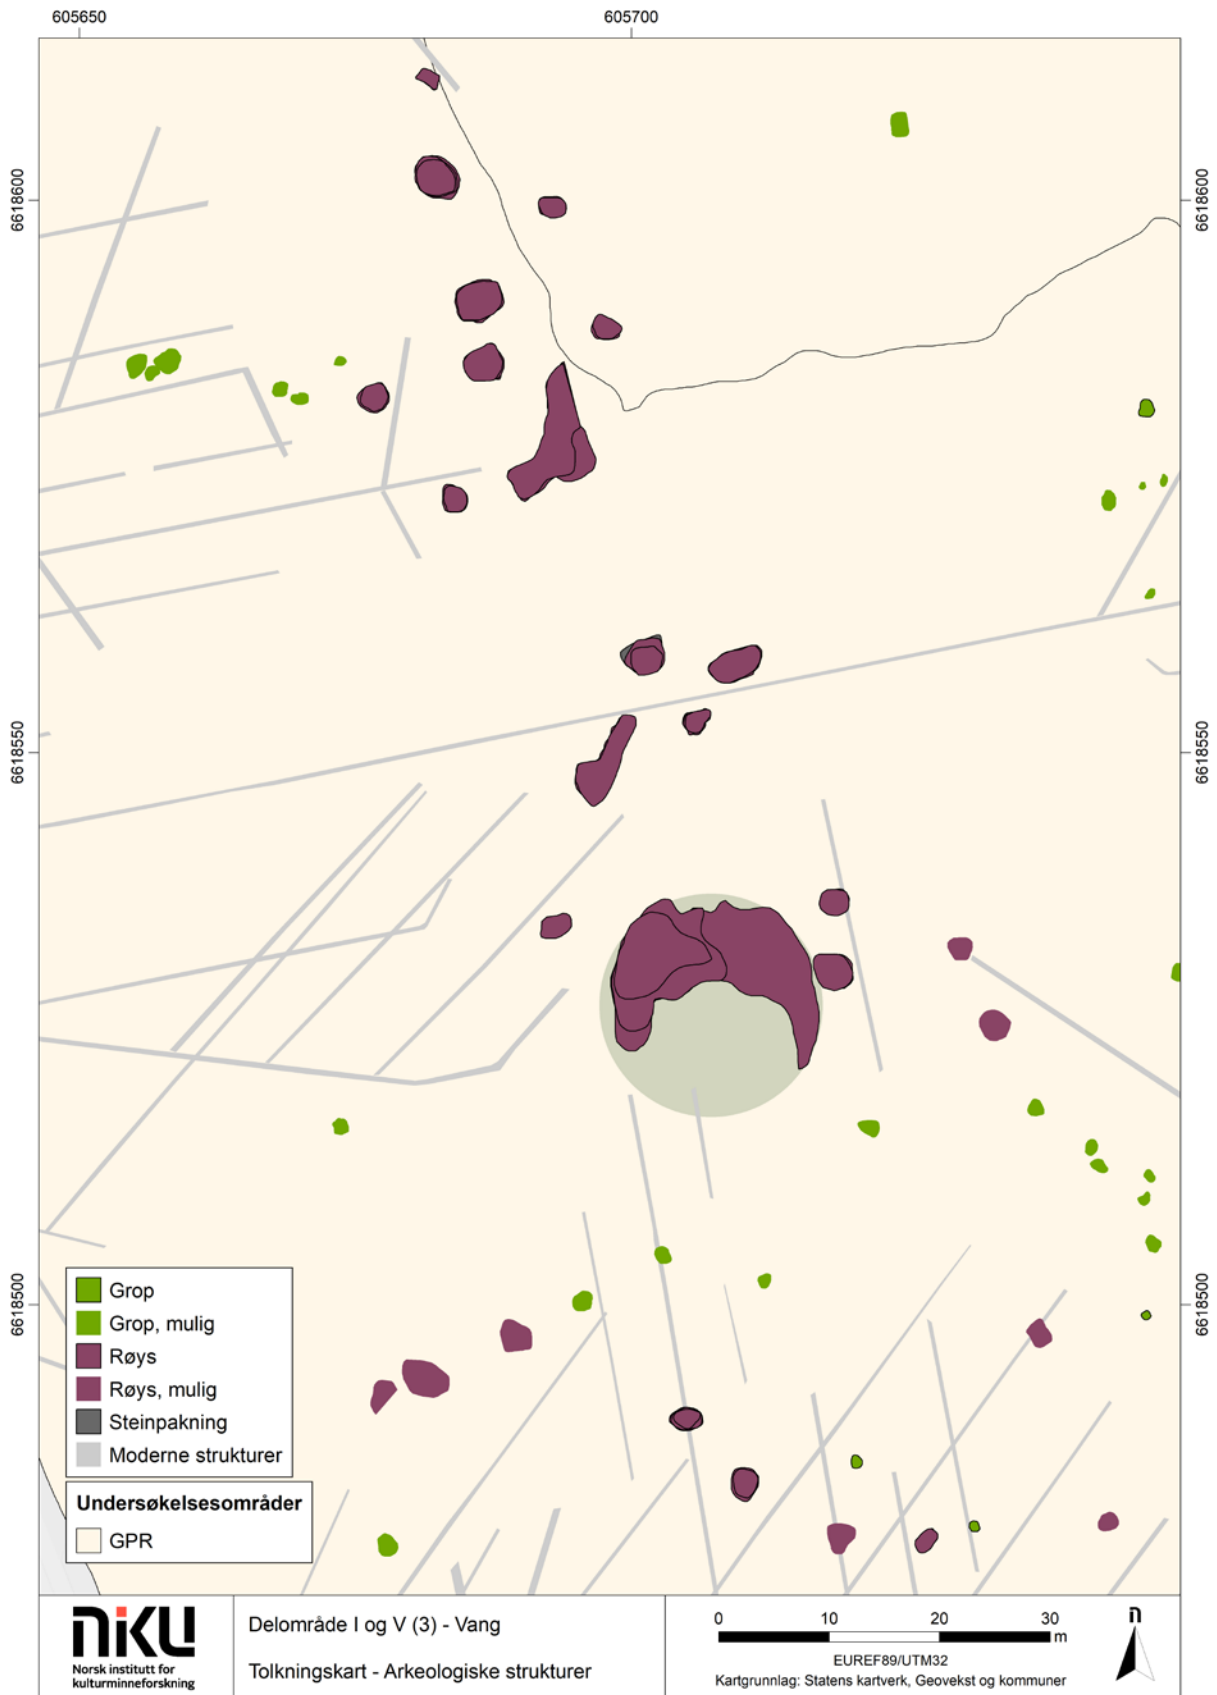 605650
605700
6618600
6618600
6618550
6618550
6618500
6618500
Grop
Grop, mulig
Røys
Røys, mulig
Steinpakning
Moderne strukturer
Undersøkelsesområder
GPR
NIKU
Norsk institutt for
kulturminneforskning
Delområde I og V (3) - Vang
Tolkningskart - Arkeologiske strukturer
0 10 20 30
m
EUREF89/UTM32
Kartgrunnlag: Statens kartverk, Geovekst og kommuner
n